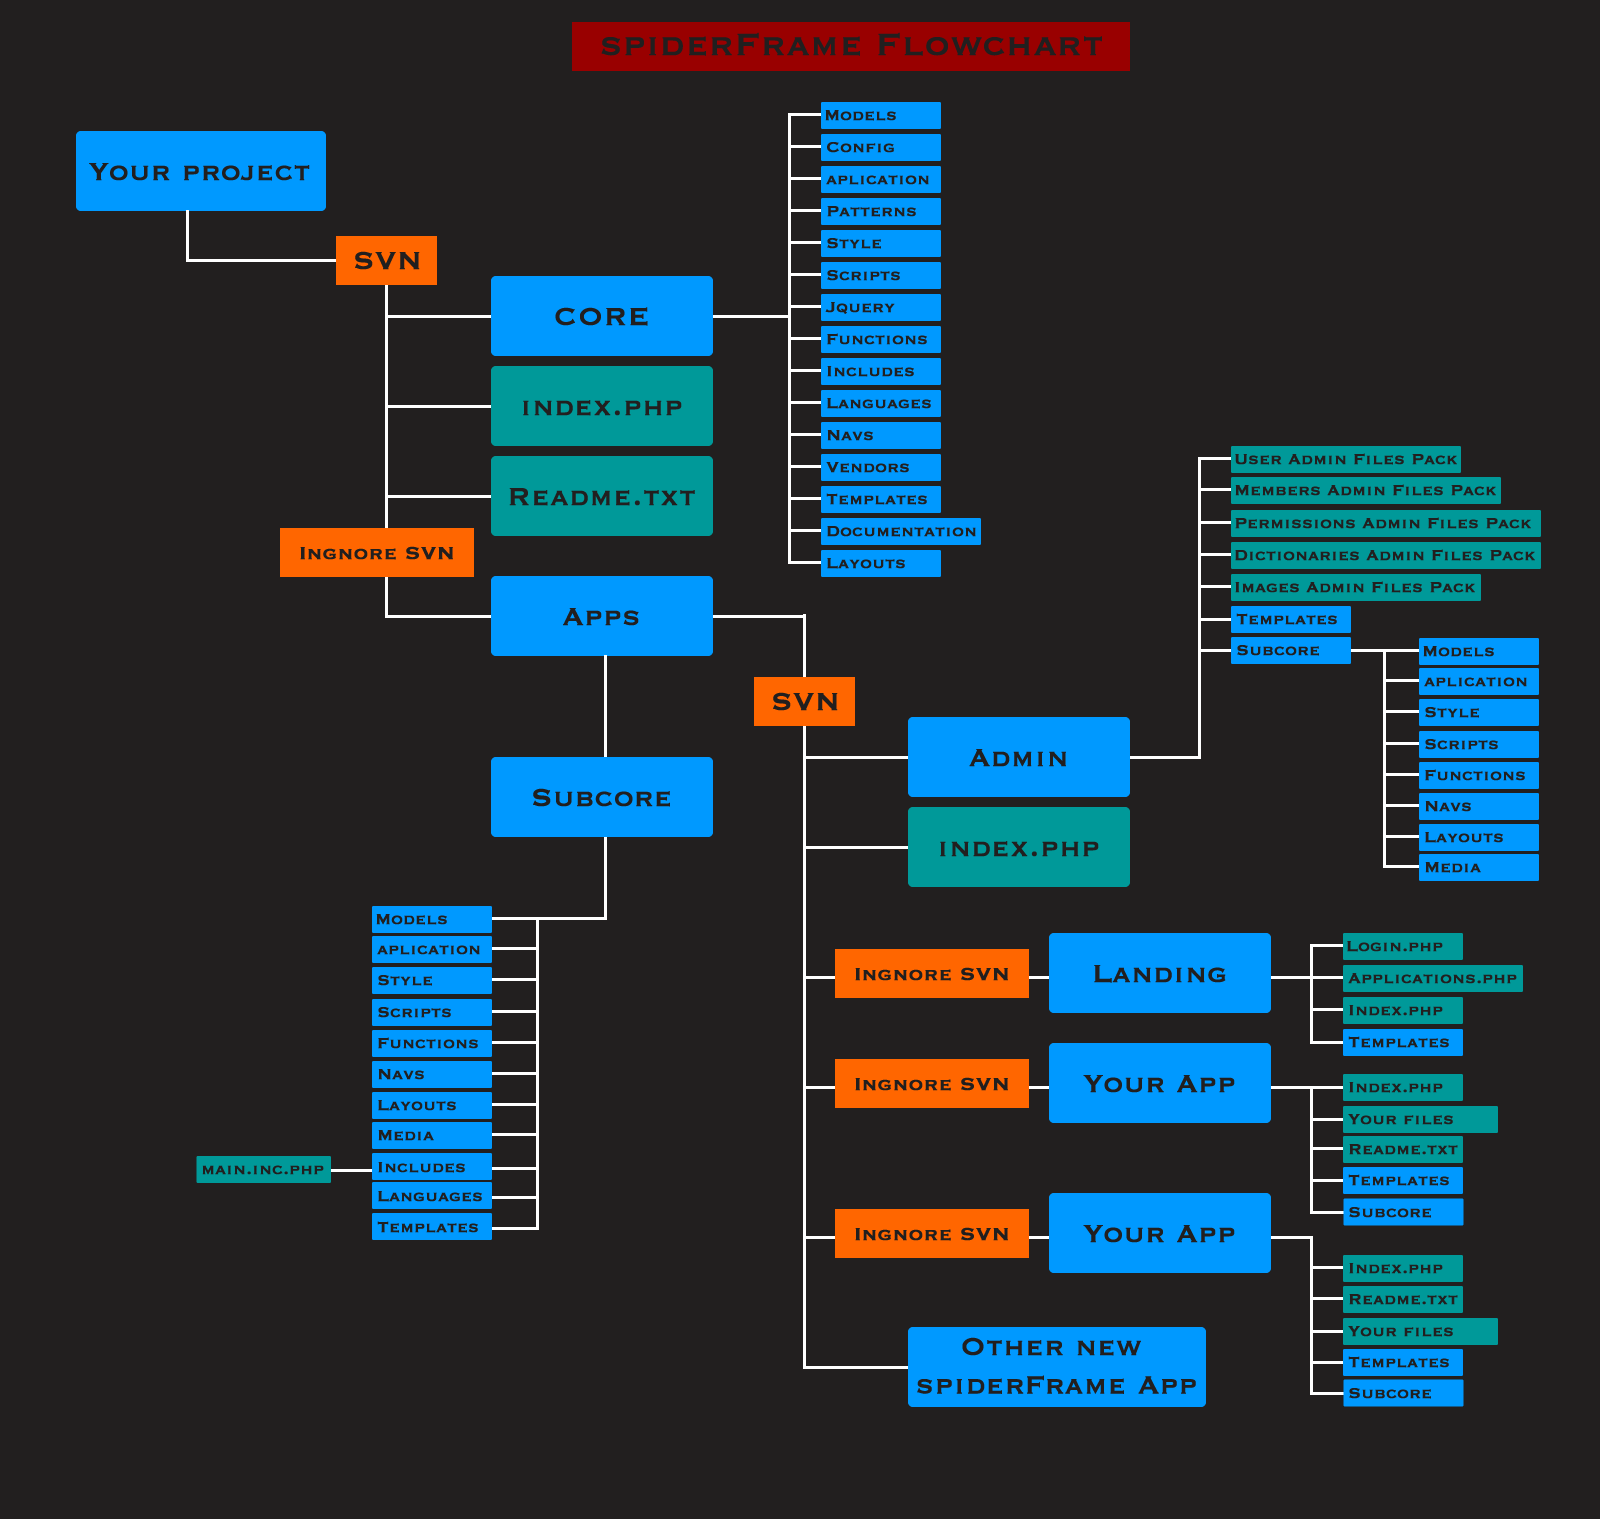 spiderFrame Flowchart
Your project
SVN
CORE
index.php
Readme.txt
Ingnore SVN
Apps
Models
Config
aplication
Patterns
Style
Scripts
Jquery
Functions
Includes
Languages
Navs
Vendors
Templates
Documentation
Layouts
Subcore
Models
aplication
Style
Scripts
Functions
Navs
Layouts
Media
Includes
Languages
Templates
main.inc.php
SVN
Admin
index.php
User Admin Files Pack
Members Admin Files Pack
Permissions Admin Files Pack
Dictionaries Admin Files Pack
Images Admin Files Pack
Templates
Subcore
Models
aplication
Style
Scripts
Functions
Navs
Layouts
Media
Ingnore SVN
Landing
Login.php
Applications.php
Index.php
Templates
Ingnore SVN
Your App
Index.php
Your files
Readme.txt
Templates
Subcore
Ingnore SVN
Your App
Index.php
Readme.txt
Your files
Templates
Subcore
Other new
spiderFrame App